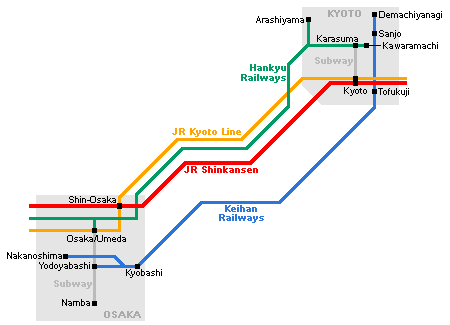 KYOTO
Demachiyanagi
Arashiyama
Sanjo
Karasuma
Kawaramachi
Subway
Hankyu
Railways
Kyoto
Tofukuji
JR Kyoto Line
JR Shinkansen
Shin-Osaka
Keihan
Railways
Osaka/Umeda
Nakanoshima
Yodoyabashi
Kyobashi
Subway
Namba
OSAKA